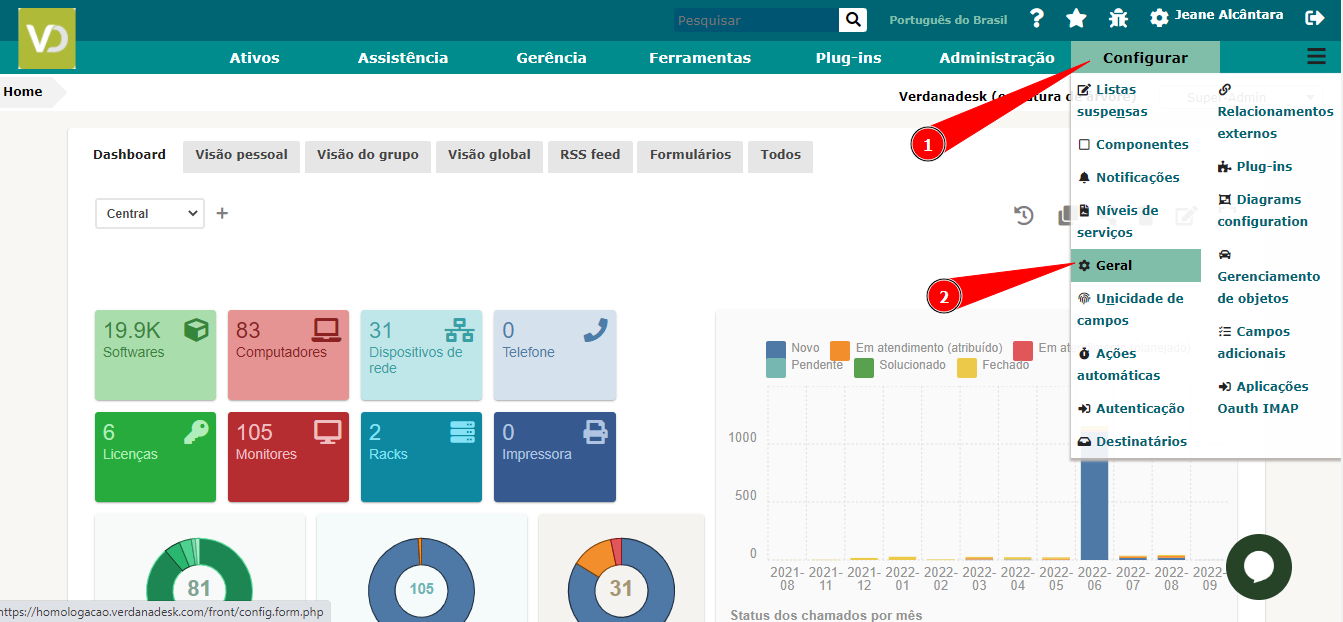 VD
Pesquisar
Português do Brasil
Jeane Alcântara
Ativos
Assistência
Gerência
Ferramentas
Plug-ins
Administração
Configurar
Home
Verdanadesk (e
tura de árvore)
Super-Admin
1
Listas
suspensas
Componentes
Notificações
Níveis de
serviços
Geral
Unicidade de
campos
Ações
automáticas
Autenticação
Destinatários
Relacionamentos
externos
Plug-ins
Diagrams
configuration
Gerenciamento
de objetos
Campos
adicionais
Aplicações
Oauth IMAP
2
Dashboard
Visão pessoal
Visão do grupo
Visão global
RSS feed
Formulários
Todos
Central
19.9K
Softwares
83
Computadores
31
Dispositivos de
rede
0
Telefone
6
Licenças
105
Monitores
2
Racks
0
Impressora
81
105
31
Novo
Em atendimento (atribuído)
Em
Pendente
Solucionado
Fechado
1000
500
0
2021-08
2021-11
2021-12
2022-01
2022-02
2022-03
2022-04
2022-05
2022-06
2022-07
2022-08
2022-09
Status dos chamados por mês
https://homologacao.verdanadesk.com/front/config.form.php